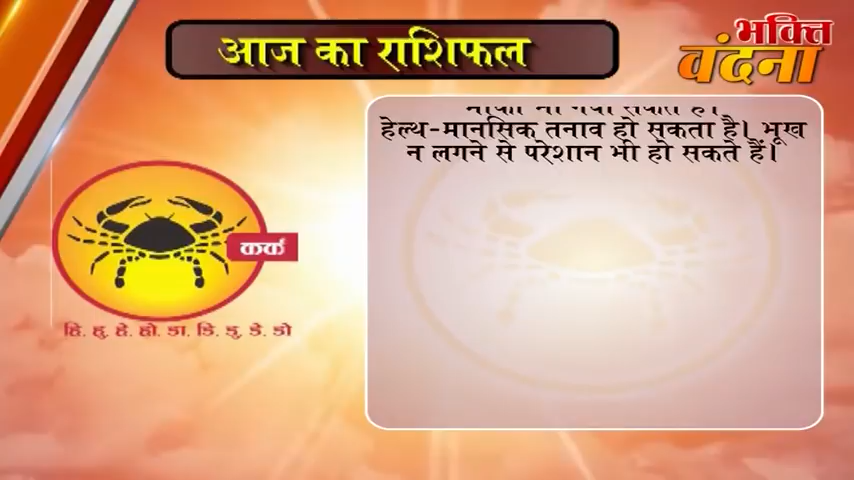 आज का राशिफल
भक्ति
वंदना
हेल्थ-मानसिक तनाव हो सकता है। भूख
न लगने से परेशान भी हो सकते हैं।
कर्क
हि. हु. हे. हो. डा. डि. डु. डे. डो